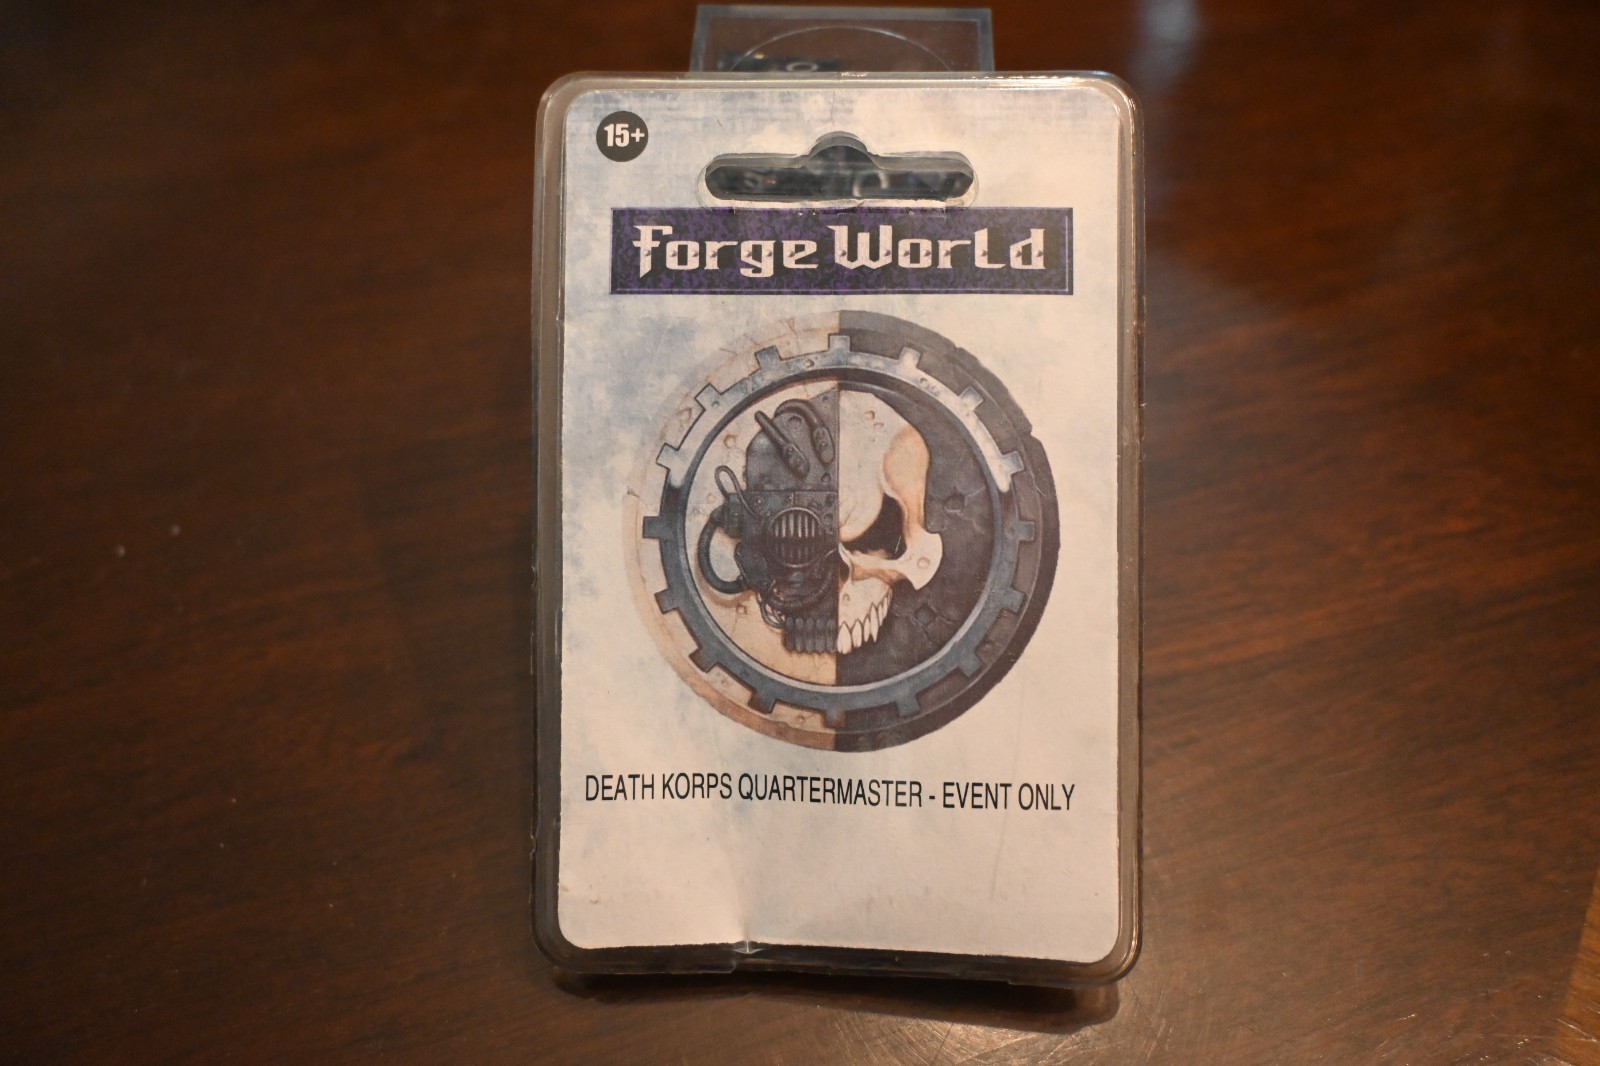 15+
Forge World
DEATH KORPS QUARTERMASTER - EVENT ONLY